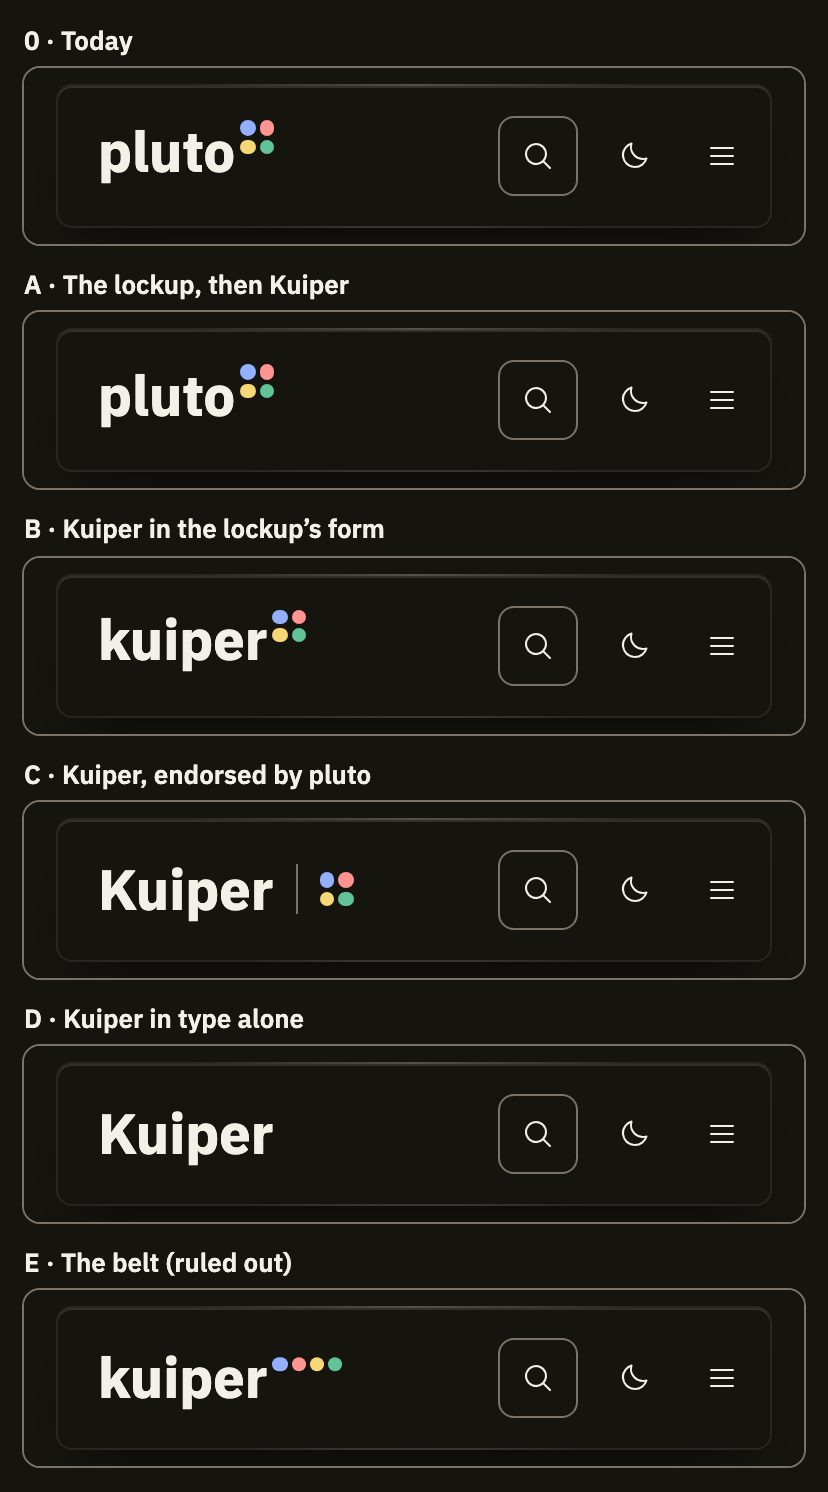 0 · Today
pluto
A · The lockup, then Kuiper
pluto
B · Kuiper in the lockup’s form
kuiper
C · Kuiper, endorsed by pluto
Kuiper
D · Kuiper in type alone
Kuiper
E · The belt (ruled out)
kuiper